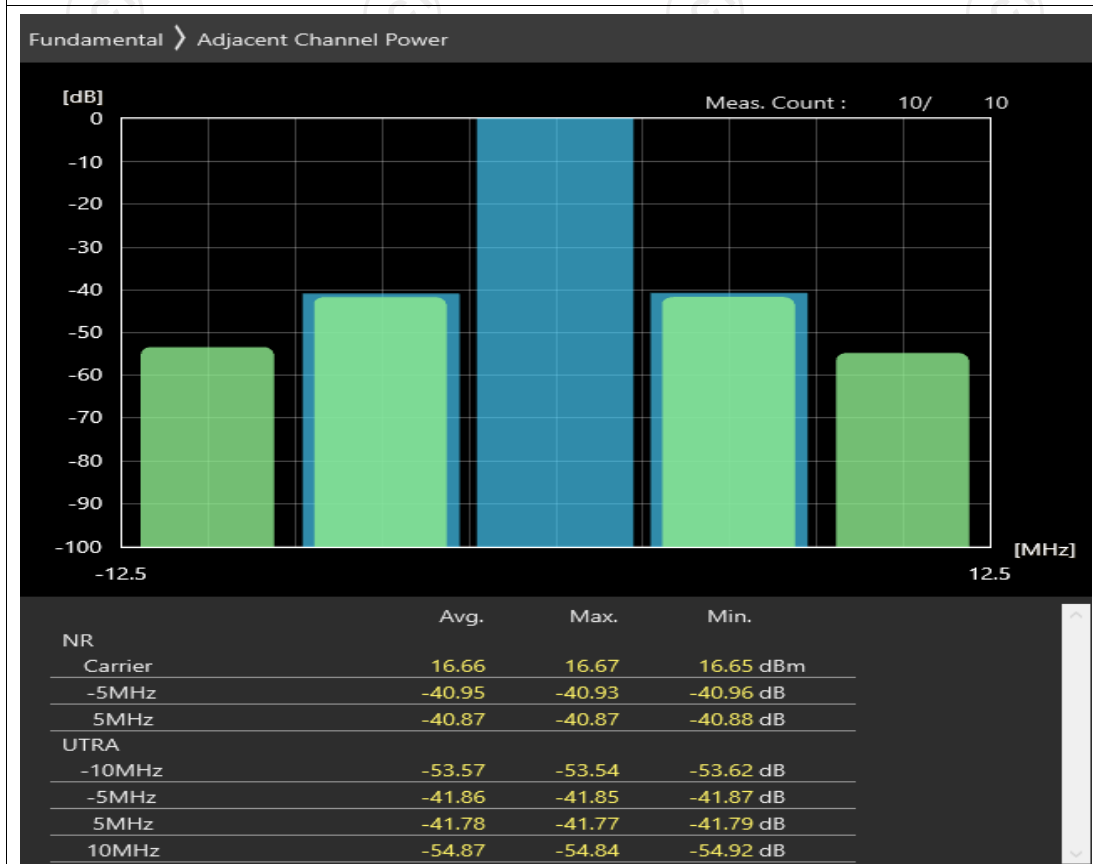 Fundamental ❭ Adjacent Channel Power
[dB]
Meas. Count : 10/ 10
0
-10
-20
-30
-40
-50
-60
-70
-80
-90
-100
[MHz]
-12.5 12.5
Avg. Max. Min.
NR
Carrier 16.66 16.67 16.65 dBm
-5MHz -40.95 -40.93 -40.96 dB
5MHz -40.87 -40.87 -40.88 dB
UTRA
-10MHz -53.57 -53.54 -53.62 dB
-5MHz -41.86 -41.85 -41.87 dB
5MHz -41.78 -41.77 -41.79 dB
10MHz -54.87 -54.84 -54.92 dB